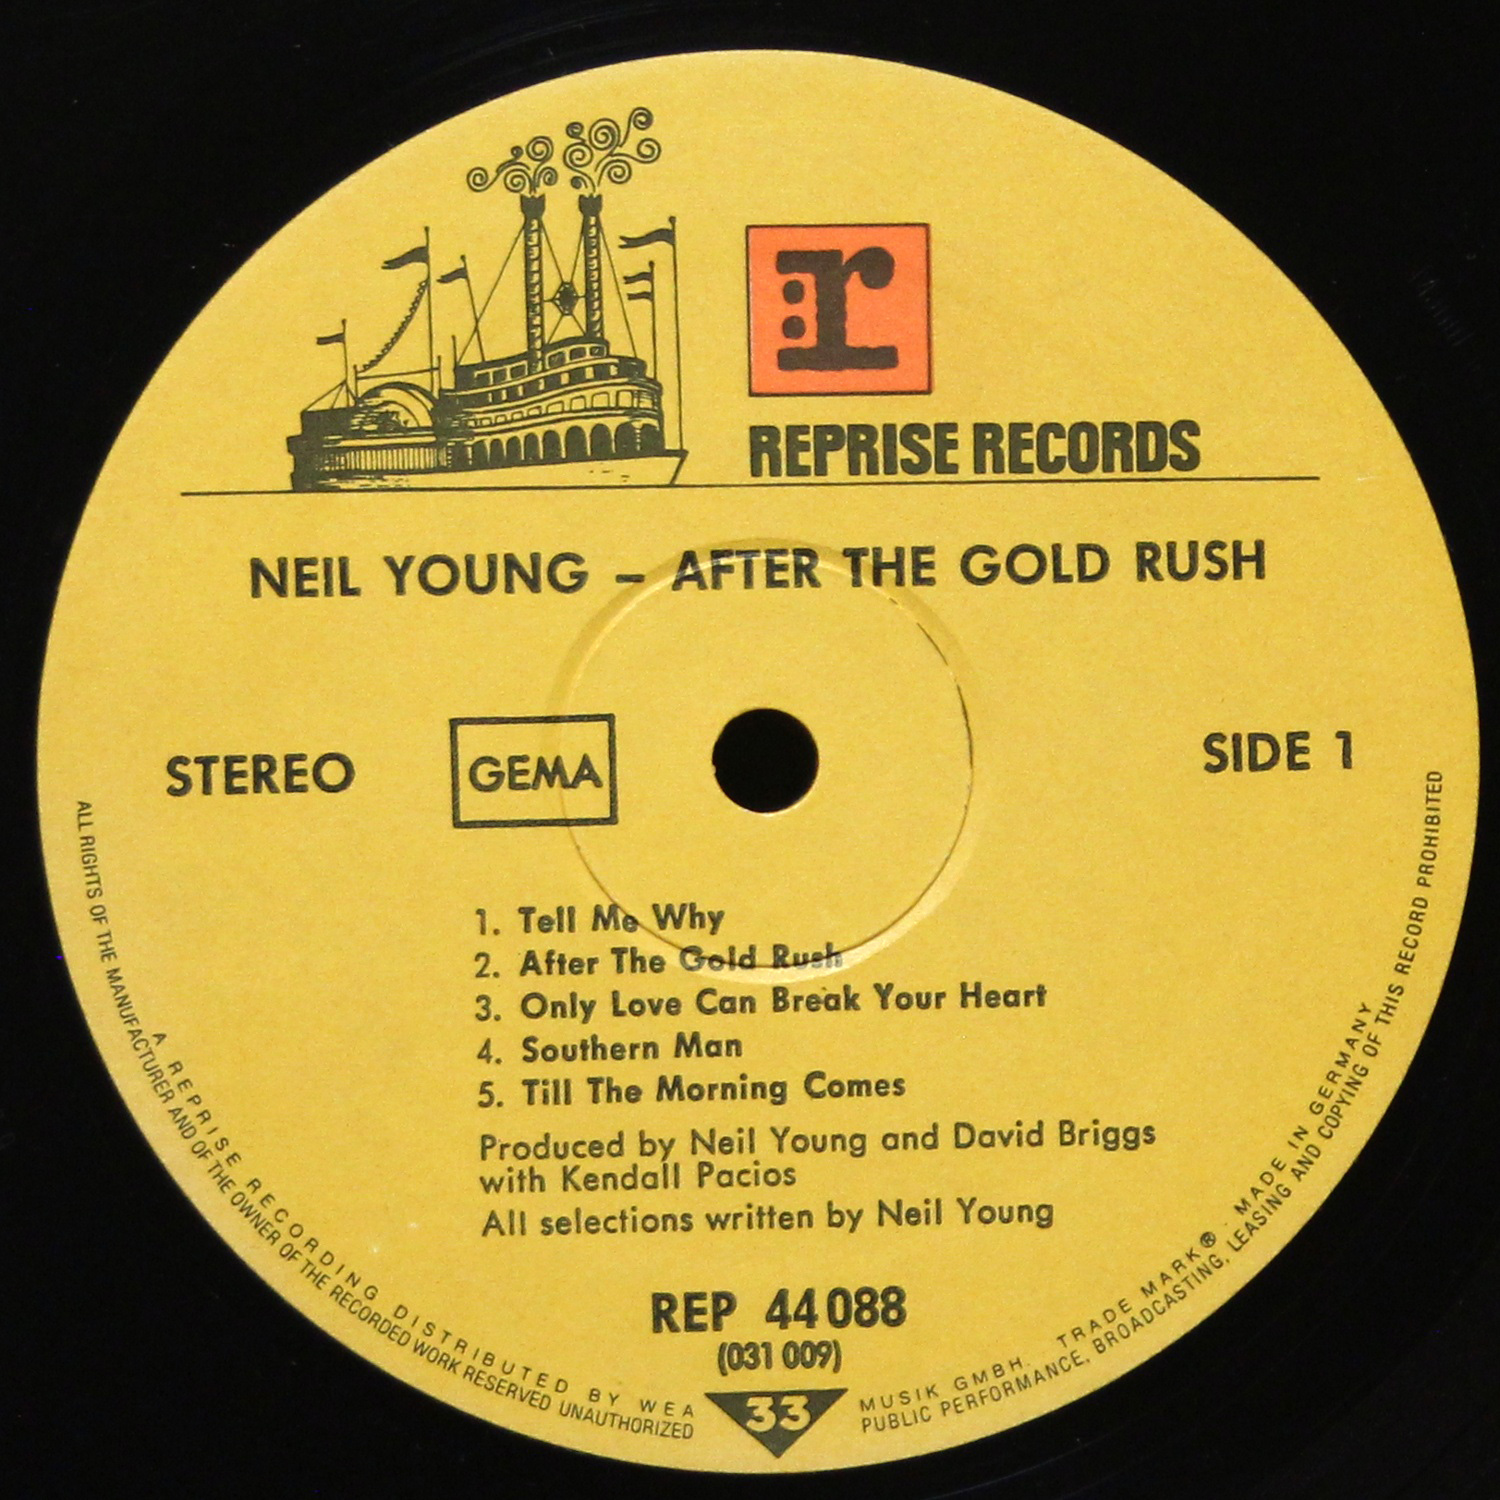 r
REPRISE RECORDS
NEIL YOUNG – AFTER THE GOLD RUSH
STEREO
GEMA
SIDE 1
1. Tell Me Why
2. After The Gold Rush
3. Only Love Can Break Your Heart
4. Southern Man
5. Till The Morning Comes
Produced by Neil Young and David Briggs
with Kendall Pacios
All selections written by Neil Young
REP 44 088
(031 009)
33
A REPRISE RECORDING DISTRIBUTED BY WEA MUSIK GMBH. TRADE MARK ® · MADE IN GERMANY
ALL RIGHTS OF THE MANUFACTURER AND OF THE OWNER OF THE RECORDED WORK RESERVED UNAUTHORIZED PUBLIC PERFORMANCE, BROADCASTING, LEASING AND COPYING OF THIS RECORD PROHIBITED